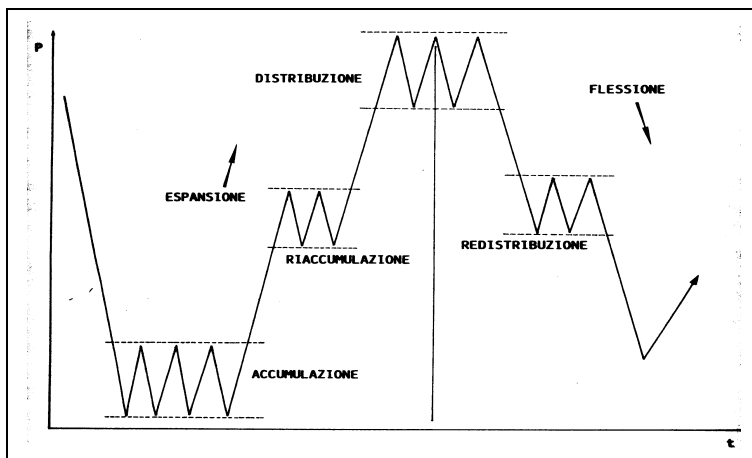 P
DISTRIBUZIONE
FLESSIONE
ESPANSIONE
REDISTRIBUZIONE
RIACCUMULAZIONE
ACCUMULAZIONE
t